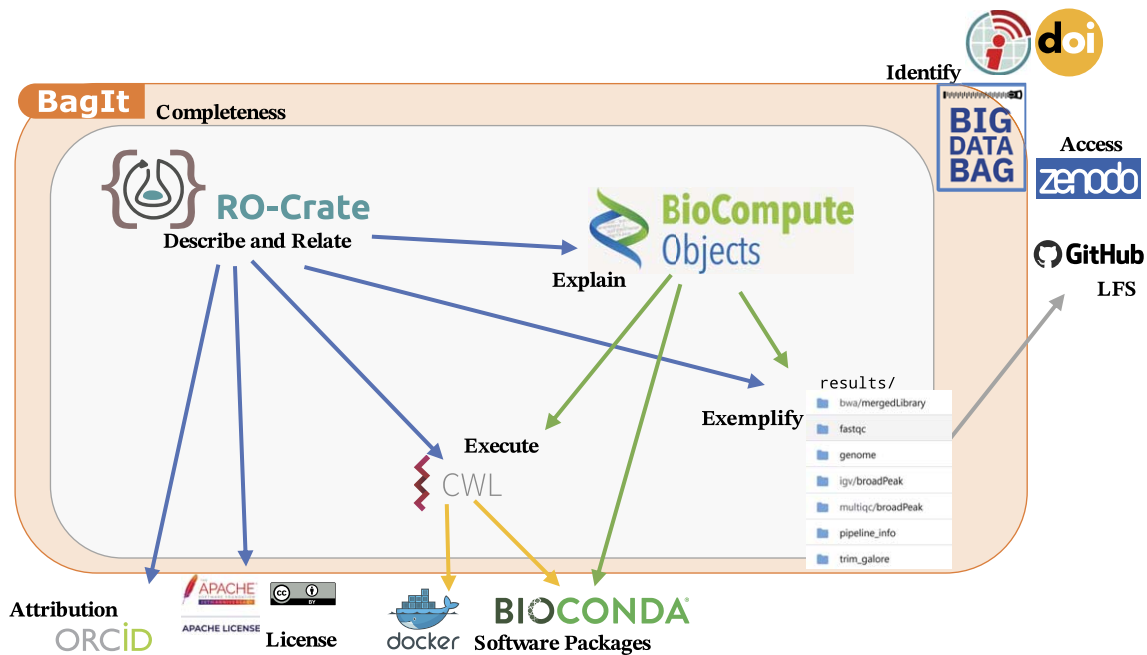 doi
Identify
BagIt
Completeness
BIG
DATA
BAG
Access
zenodo
RO-Crate
Describe and Relate
BioCompute
Objects
Explain
GitHub
LFS
results/
bwa/mergedLibrary
Exemplify
fastqc
Execute
genome
CWL
igv/broadPeak
multiqc/broadPeak
pipeline_info
trim_galore
APACHE
cc
BY
Attribution
ORCiD
APACHE LICENSE
License
docker
BIOCONDA
Software Packages